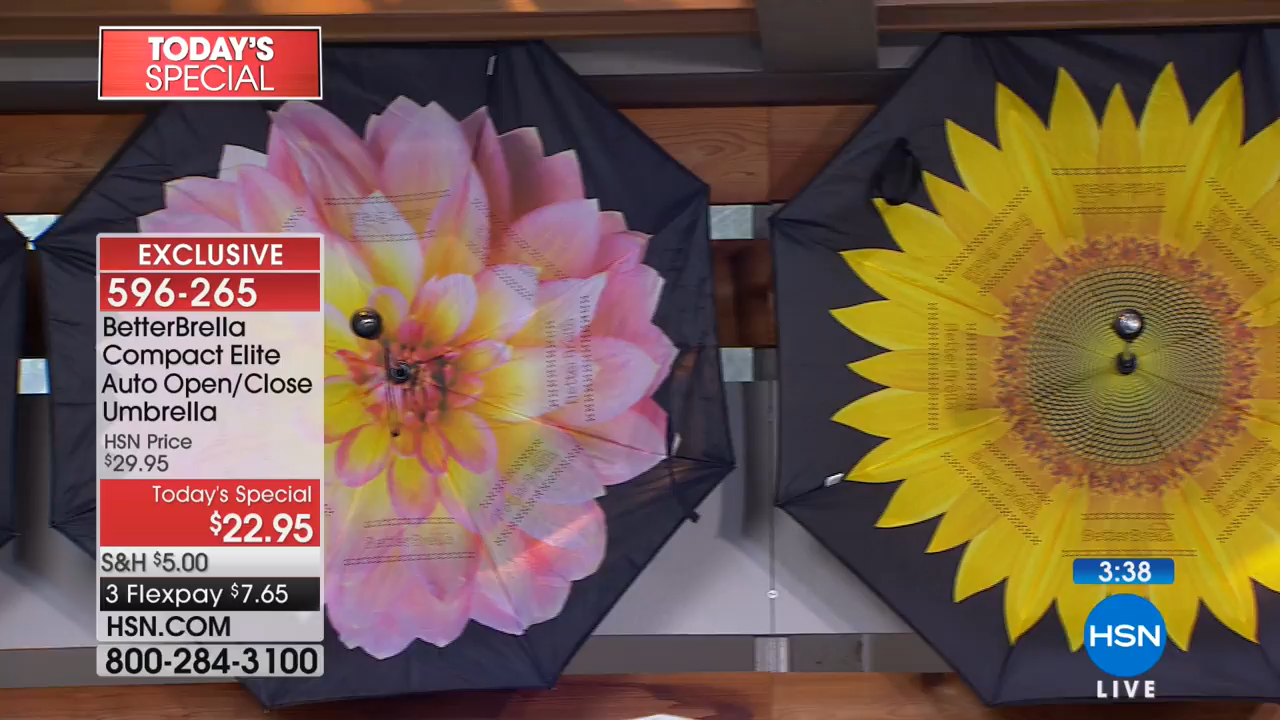 TODAY'S
SPECIAL
EXCLUSIVE
596-265
BetterBrella
Compact Elite
Auto Open/Close
Umbrella
HSN Price
$29.95
Today's Special
$22.95
S&H $5.00
3 Flexpay $7.65
HSN.COM
800-284-3100
BetterBrella
3:38
HSN
LIVE